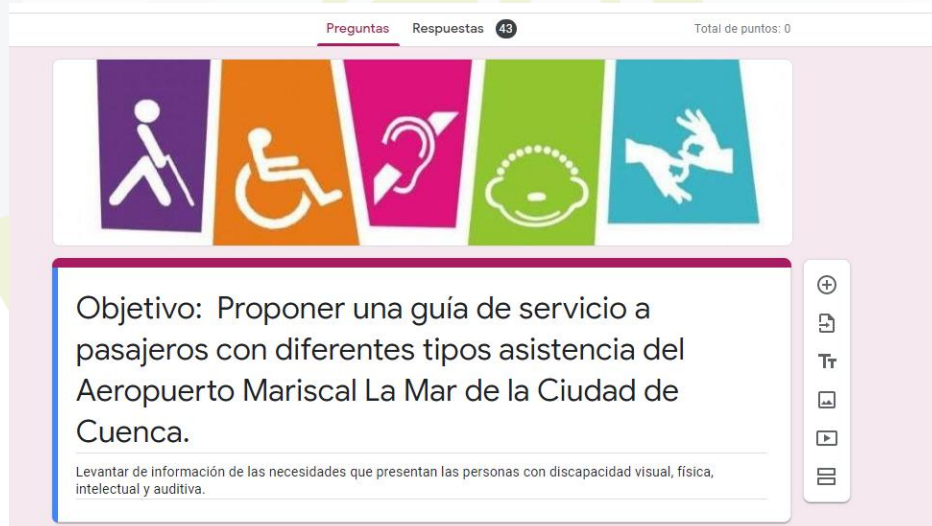 Preguntas Respuestas 43 Total de puntos: 0
Objetivo: Proponer una guía de servicio a
pasajeros con diferentes tipos asistencia del
Aeropuerto Mariscal La Mar de la Ciudad de
Cuenca.
Levantar de información de las necesidades que presentan las personas con discapacidad visual, física,
intelectual y auditiva.
Tт